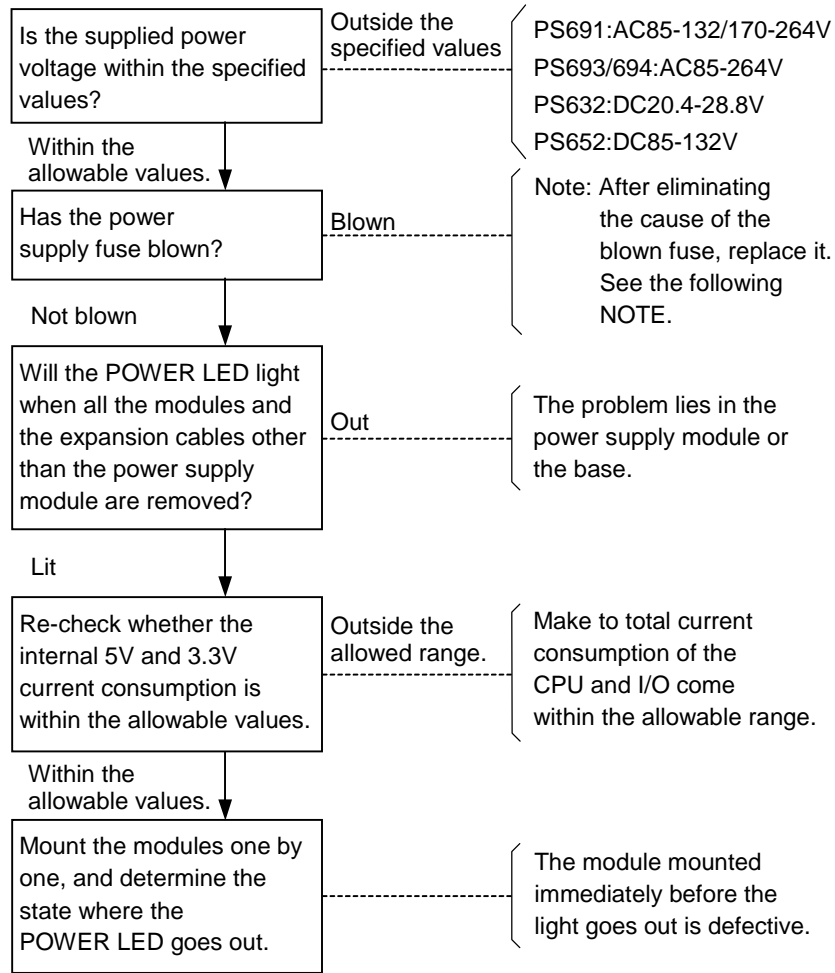 Is the supplied power
voltage within the specified
values?
Outside the
specified values
PS691:AC85-132/170-264V
PS693/694:AC85-264V
PS632:DC20.4-28.8V
PS652:DC85-132V
Within the
allowable values.
Has the power
supply fuse blown?
Blown
Note: After eliminating
the cause of the
blown fuse, replace it.
See the following
NOTE.
Not blown
Will the POWER LED light
when all the modules and
the expansion cables other
than the power supply
module are removed?
Out
The problem lies in the
power supply module or
the base.
Lit
Re-check whether the
internal 5V and 3.3V
current consumption is
within the allowable values.
Outside the
allowed range.
Make to total current
consumption of the
CPU and I/O come
within the allowable range.
Within the
allowable values.
Mount the modules one by
one, and determine the
state where the
POWER LED goes out.
The module mounted
immediately before the
light goes out is defective.